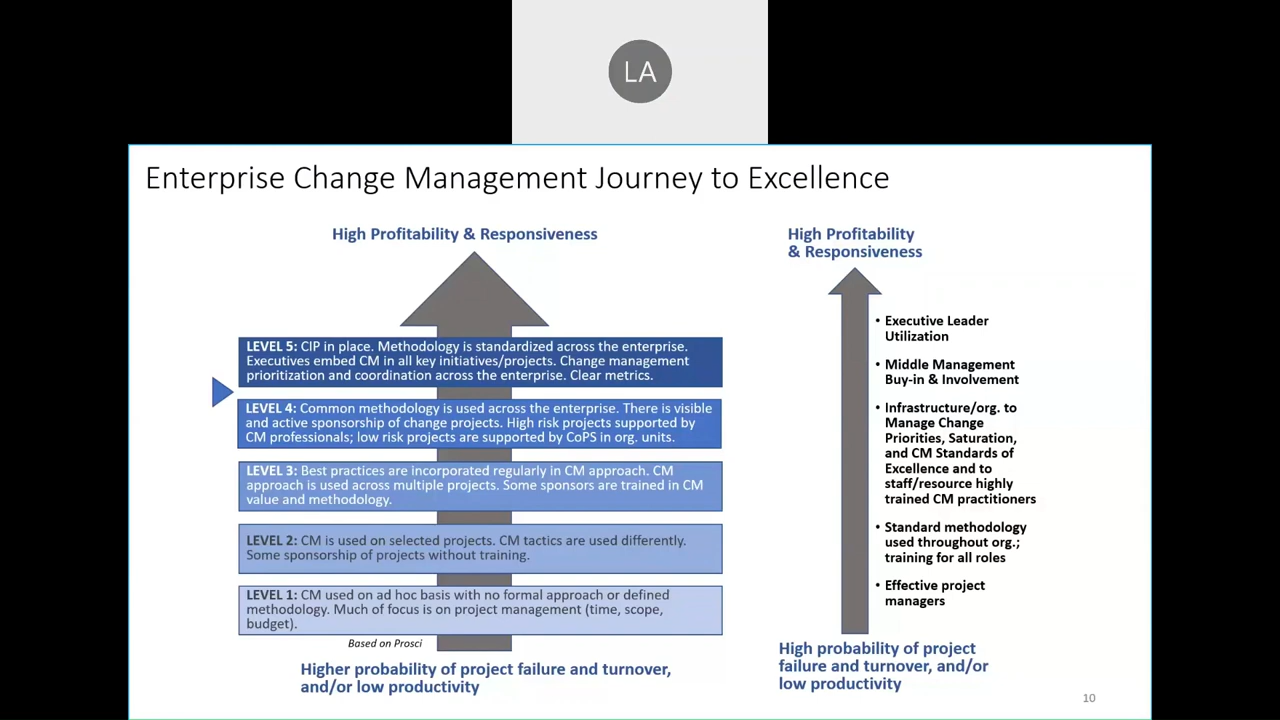 LA
Enterprise Change Management Journey to Excellence
High Profitability & Responsiveness
LEVEL 5: CIP in place. Methodology is standardized across the enterprise.
Executives embed CM in all key initiatives/projects. Change management
prioritization and coordination across the enterprise. Clear metrics.
LEVEL 4: Common methodology is used across the enterprise. There is visible
and active sponsorship of change projects. High risk projects supported by
CM professionals; low risk projects are supported by CoPS in org. units.
LEVEL 3: Best practices are incorporated regularly in CM approach. CM
approach is used across multiple projects. Some sponsors are trained in CM
value and methodology.
LEVEL 2: CM is used on selected projects. CM tactics are used differently.
Some sponsorship of projects without training.
LEVEL 1: CM used on ad hoc basis with no formal approach or defined
methodology. Much of focus is on project management (time, scope,
budget).
Based on Prosci
Higher probability of project failure and turnover,
and/or low productivity
High Profitability
& Responsiveness
• Executive Leader
Utilization
• Middle Management
Buy-in & Involvement
• Infrastructure/org. to
Manage Change
Priorities, Saturation,
and CM Standards of
Excellence and to
staff/resource highly
trained CM practitioners
• Standard methodology
used throughout org.;
training for all roles
• Effective project
managers
High probability of project
failure and turnover, and/or
low productivity
10